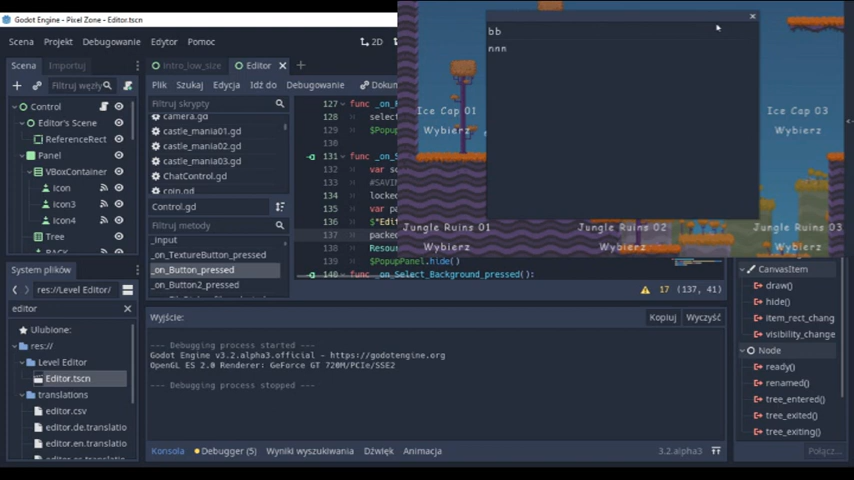 Godot Engine - Pixel Zone - Editor.tscn
Scena Projekt Debugowanie Edytor Pomoc
2D
Scena Importuj
Filtruj węzły
Control
Editor's Scene
ReferenceRect
Panel
VBoxContainer
Icon
Icon3
Icon4
Tree
System plików
res://Level Editor/
editor
Ulubione:
res://
Level Editor
Editor.tscn
translations
editor.csv
editor.de.translatio
editor.en.translatio
intro_low_size Editor
Plik Szukaj Edycja Idź do Debugowanie
Filtruj skrypty
camera.gd
castle_mania01.gd
castle_mania02.gd
castle_mania03.gd
ChatControl.gd
coin.gd
Control.gd
Filtruj metody
_input
_on_TextureButton_pressed
_on_Button_pressed
_on_Button2_pressed
127
128
129
130
131
132
133
134
135
136
137
138
139
$PopupPanel.hide()
140 func _on_Select_Background_pressed():
17 (137, 41)
bb
nnn
Ice Cap 01
Wybierz
Ice Cap 03
Wybierz
Jungle Ruins 01
Wybierz
Jungle Ruins 02
Wybierz
Jungle Ruins 03
Wybierz
Wyjście: Kopiuj Wyczyść
--- Debugging process started ---
Godot Engine v3.2.alpha3.official - https://godotengine.org
OpenGL ES 2.0 Renderer: GeForce GT 720M/PCIe/SSE2
--- Debugging process stopped ---
Konsola Debugger (5) Wyniki wyszukiwania Dźwięk Animacja 3.2.alpha3
CanvasItem
draw()
hide()
item_rect_chang
visibility_change
Node
ready()
renamed()
tree_entered()
tree_exited()
tree_exiting()
Połącz...